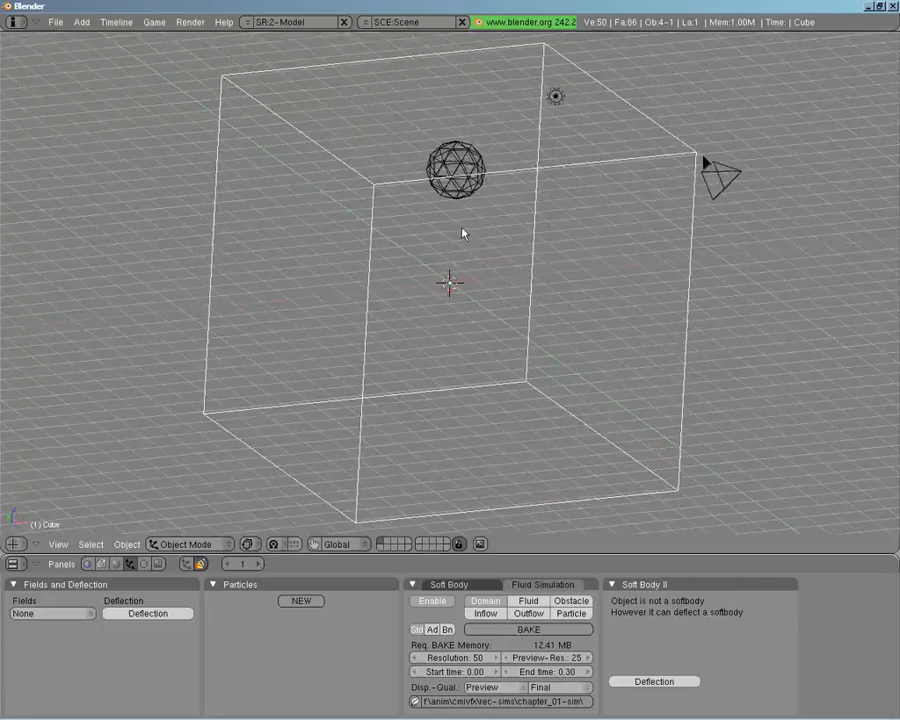 Blender
File Add Timeline Game Render Help SR:2-Model SCE:Scene www.blender.org 242.2 Ve:50 | Fa:86 | Ob:4-1 | La:1 | Mem:1.00M | Time: | Cube
(1) Cube
View Select Object Object Mode Global
Panels 1
Fields and Deflection Particles Soft Body Fluid Simulation Soft Body II
Fields Deflection NEW Enable Domain Fluid Obstacle Object is not a softbody
None Deflection Inflow Outflow Particle However it can deflect a softbody
Std Ad Bn BAKE
Req. BAKE Memory: 12.41 MB
Resolution: 50 Preview-Res.: 25
Start time: 0.00 End time: 0.30
Deflection
Disp.-Qual.: Preview Final
f:\anim\cmivfx\rec-sims\chapter_01-sim\